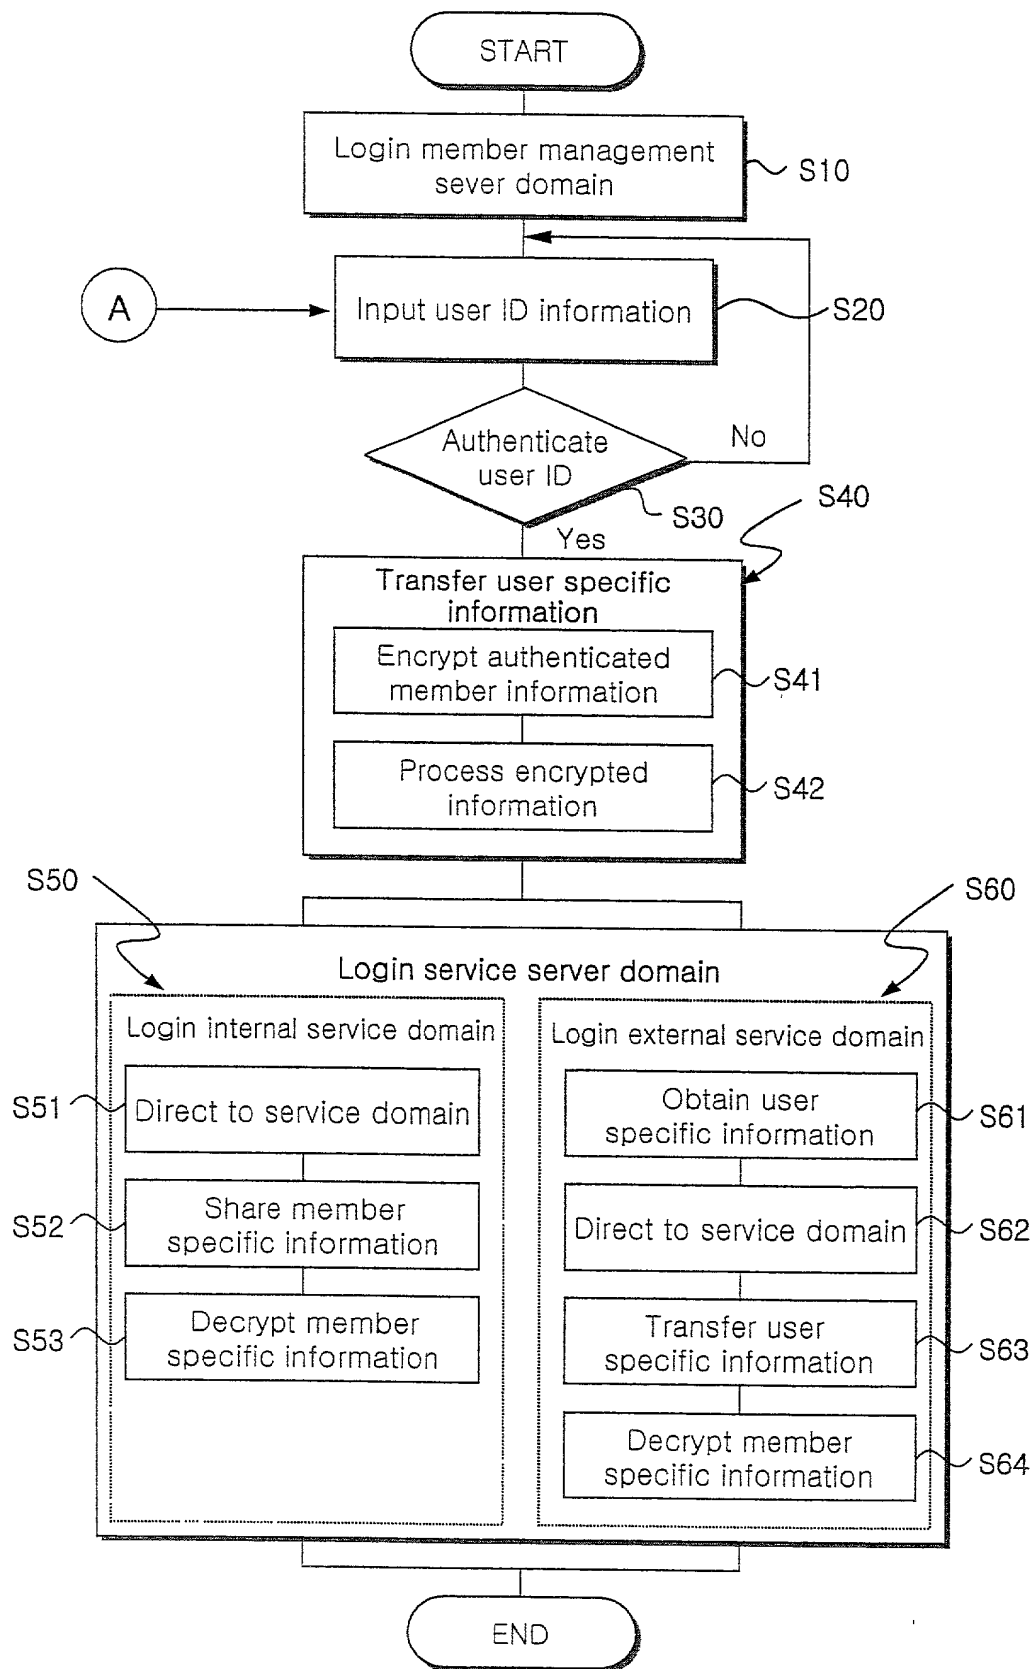 START
Login member management
sever domain
S10
A
Input user ID information
S20
Authenticate
user ID
No
S30
Yes
S40
Transfer user specific
information
Encrypt authenticated
member information
S41
Process encrypted
information
S42
S50
S60
Login service server domain
Login internal service domain
S51
Direct to service domain
S52
Share member
specific information
S53
Decrypt member
specific information
Login external service domain
Obtain user
specific information
S61
Direct to service domain
S62
Transfer user
specific information
S63
Decrypt member
specific information
S64
END